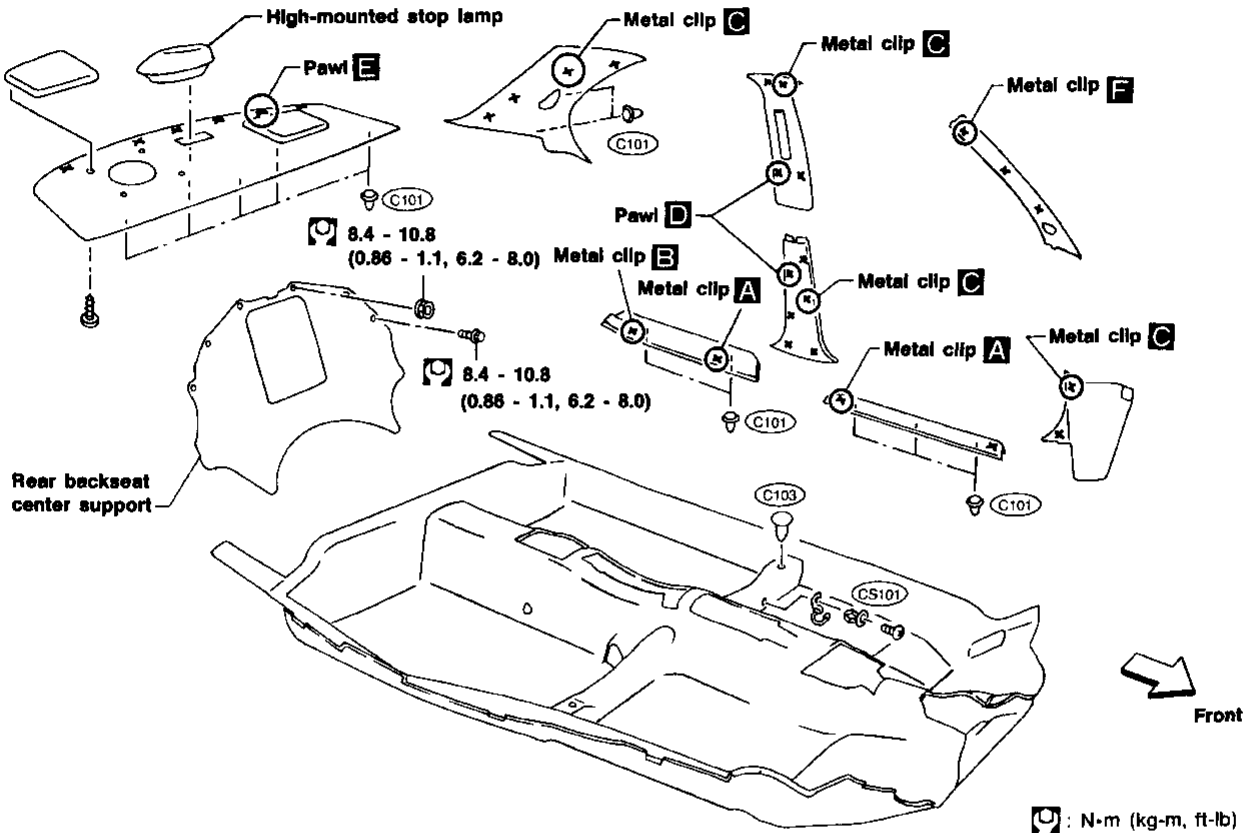 High-mounted stop lamp
Metal clip C
Metal clip C
Pawl E
Metal clip F
C101
C101
Pawl D
8.4 - 10.8
(0.86 - 1.1, 6.2 - 8.0)
Metal clip B
Metal clip A
Metal clip C
Metal clip A
Metal clip C
8.4 - 10.8
(0.86 - 1.1, 6.2 - 8.0)
C101
Rear backseat
center support
C103
C101
CS101
Front
: N•m (kg-m, ft-lb)